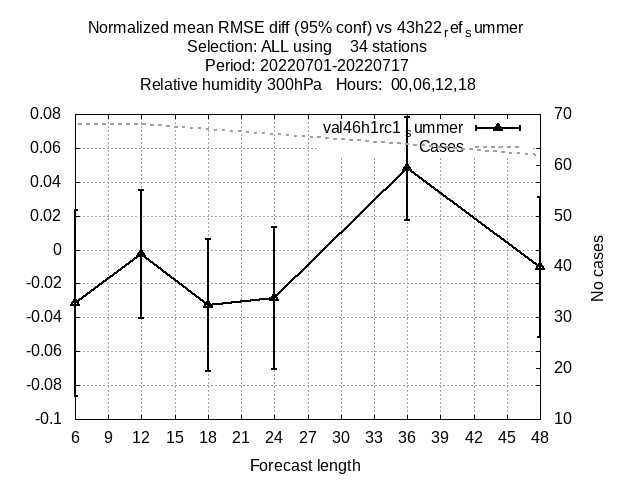 Normalized mean RMSE diff (95% conf) vs 43h22refsummer
Selection: ALL using 34 stations
Period: 20220701-20220717
Relative humidity 300hPa Hours: 00,06,12,18
val46h1rc1summer
Cases
0.08
0.06
0.04
0.02
0
-0.02
-0.04
-0.06
-0.08
-0.1
70
60
50
40
30
20
10
No cases
6 9 12 15 18 21 24 27 30 33 36 39 42 45 48
Forecast length